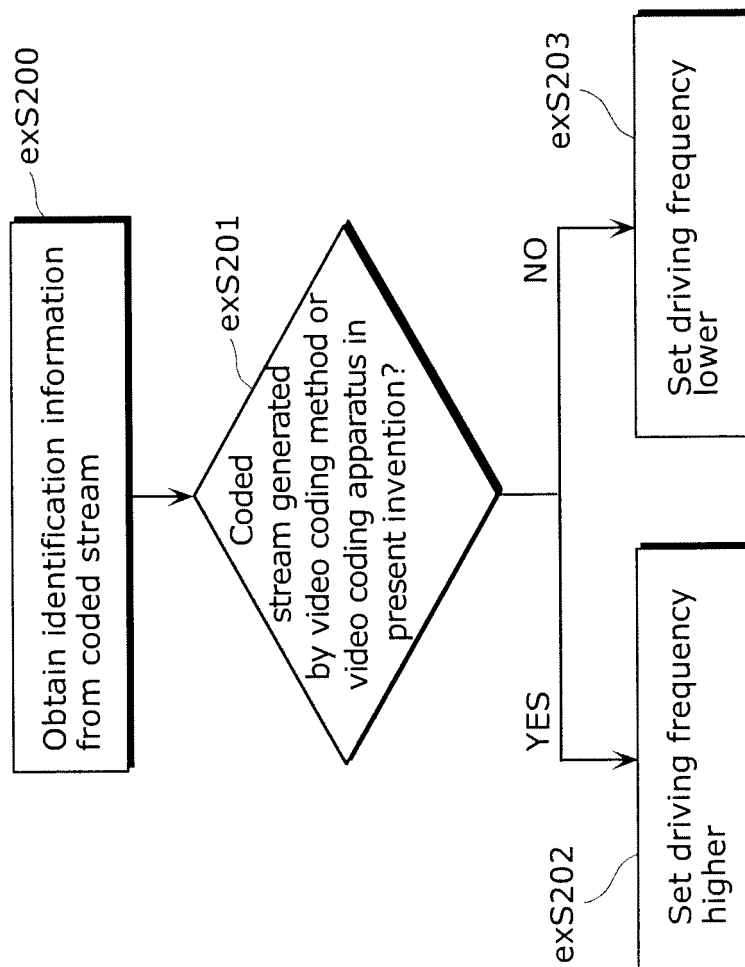 exS200
Obtain identification information
from coded stream
exS201
Coded
stream generated
by video coding method or
video coding apparatus in
present invention?
YES
NO
exS202
Set driving frequency
higher
exS203
Set driving frequency
lower